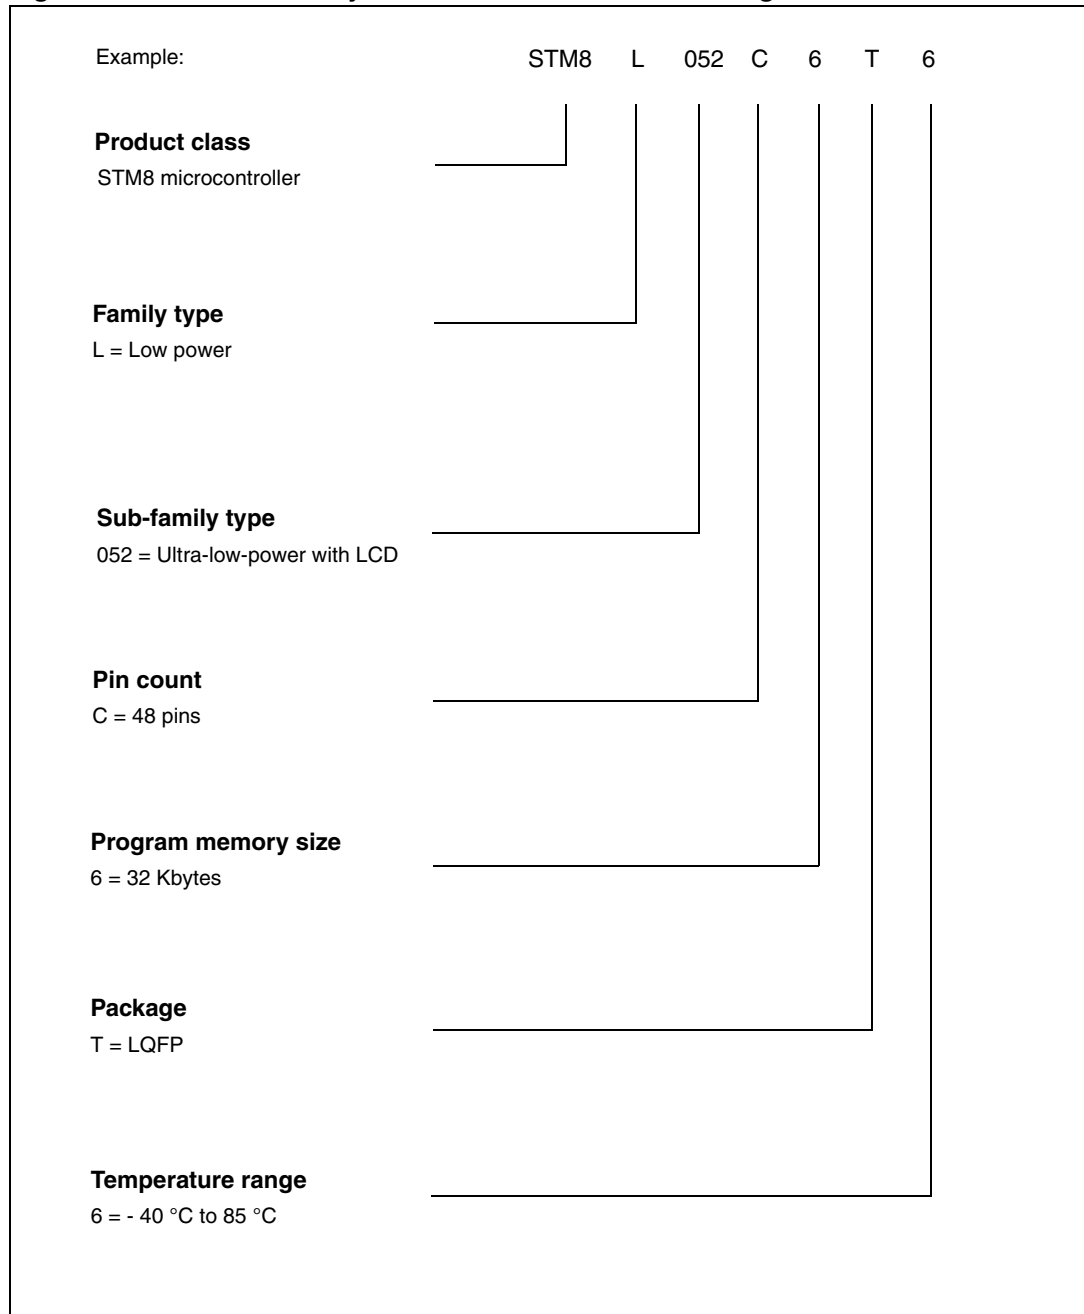 Example: STM8 L 052 C 6 T 6
Product class
STM8 microcontroller
Family type
L = Low power
Sub-family type
052 = Ultra-low-power with LCD
Pin count
C = 48 pins
Program memory size
6 = 32 Kbytes
Package
T = LQFP
Temperature range
6 = - 40 °C to 85 °C